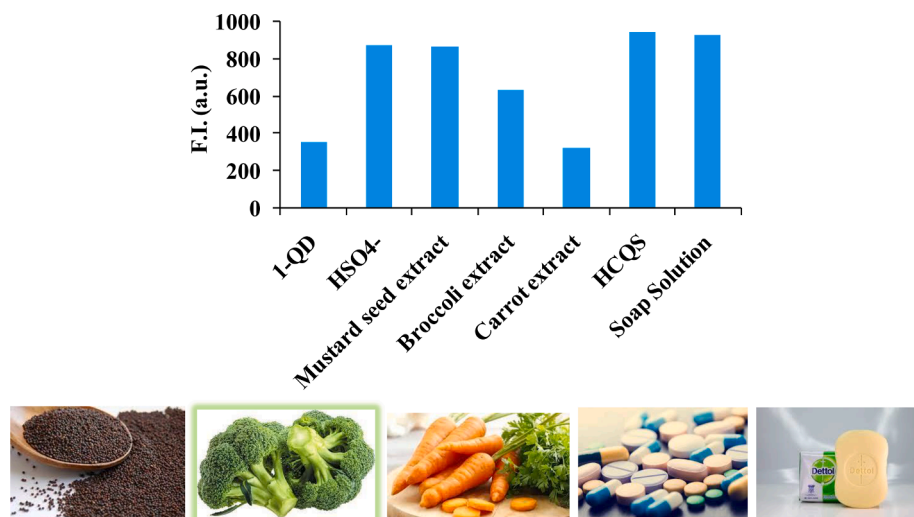 1000
800
600
400
200
0
F.I. (a.u.)
1-QD
HSO4-
Mustard seed extract
Broccoli extract
Carrot extract
HCQS
Soap Solution
Dettol
Dettol